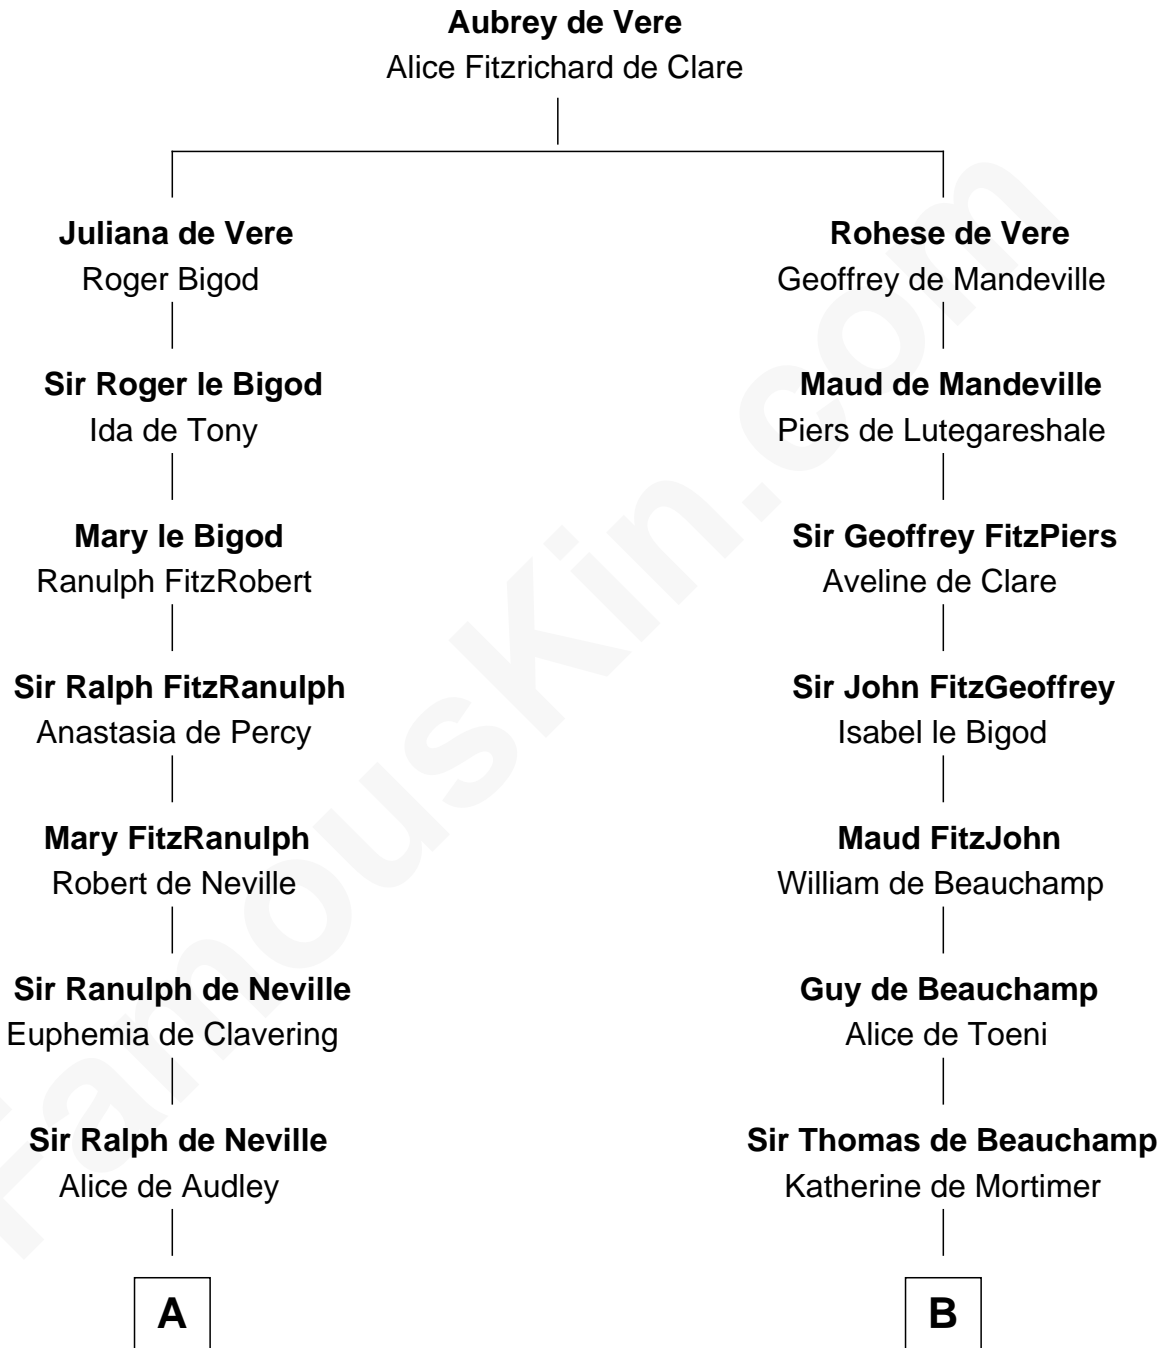 Aubrey de Vere
Alice Fitzrichard de Clare
Juliana de Vere
Roger Bigod
Rohese de Vere
Geoffrey de Mandeville
Sir Roger le Bigod
Ida de Tony
Maud de Mandeville
Piers de Lutegareshale
Mary le Bigod
Ranulph FitzRobert
Sir Geoffrey FitzPiers
Aveline de Clare
Sir Ralph FitzRanulph
Anastasia de Percy
Sir John FitzGeoffrey
Isabel le Bigod
Mary FitzRanulph
Robert de Neville
Maud FitzJohn
William de Beauchamp
Sir Ranulph de Neville
Euphemia de Clavering
Guy de Beauchamp
Alice de Toeni
Sir Ralph de Neville
Alice de Audley
Sir Thomas de Beauchamp
Katherine de Mortimer
A
B
FamousKin.com